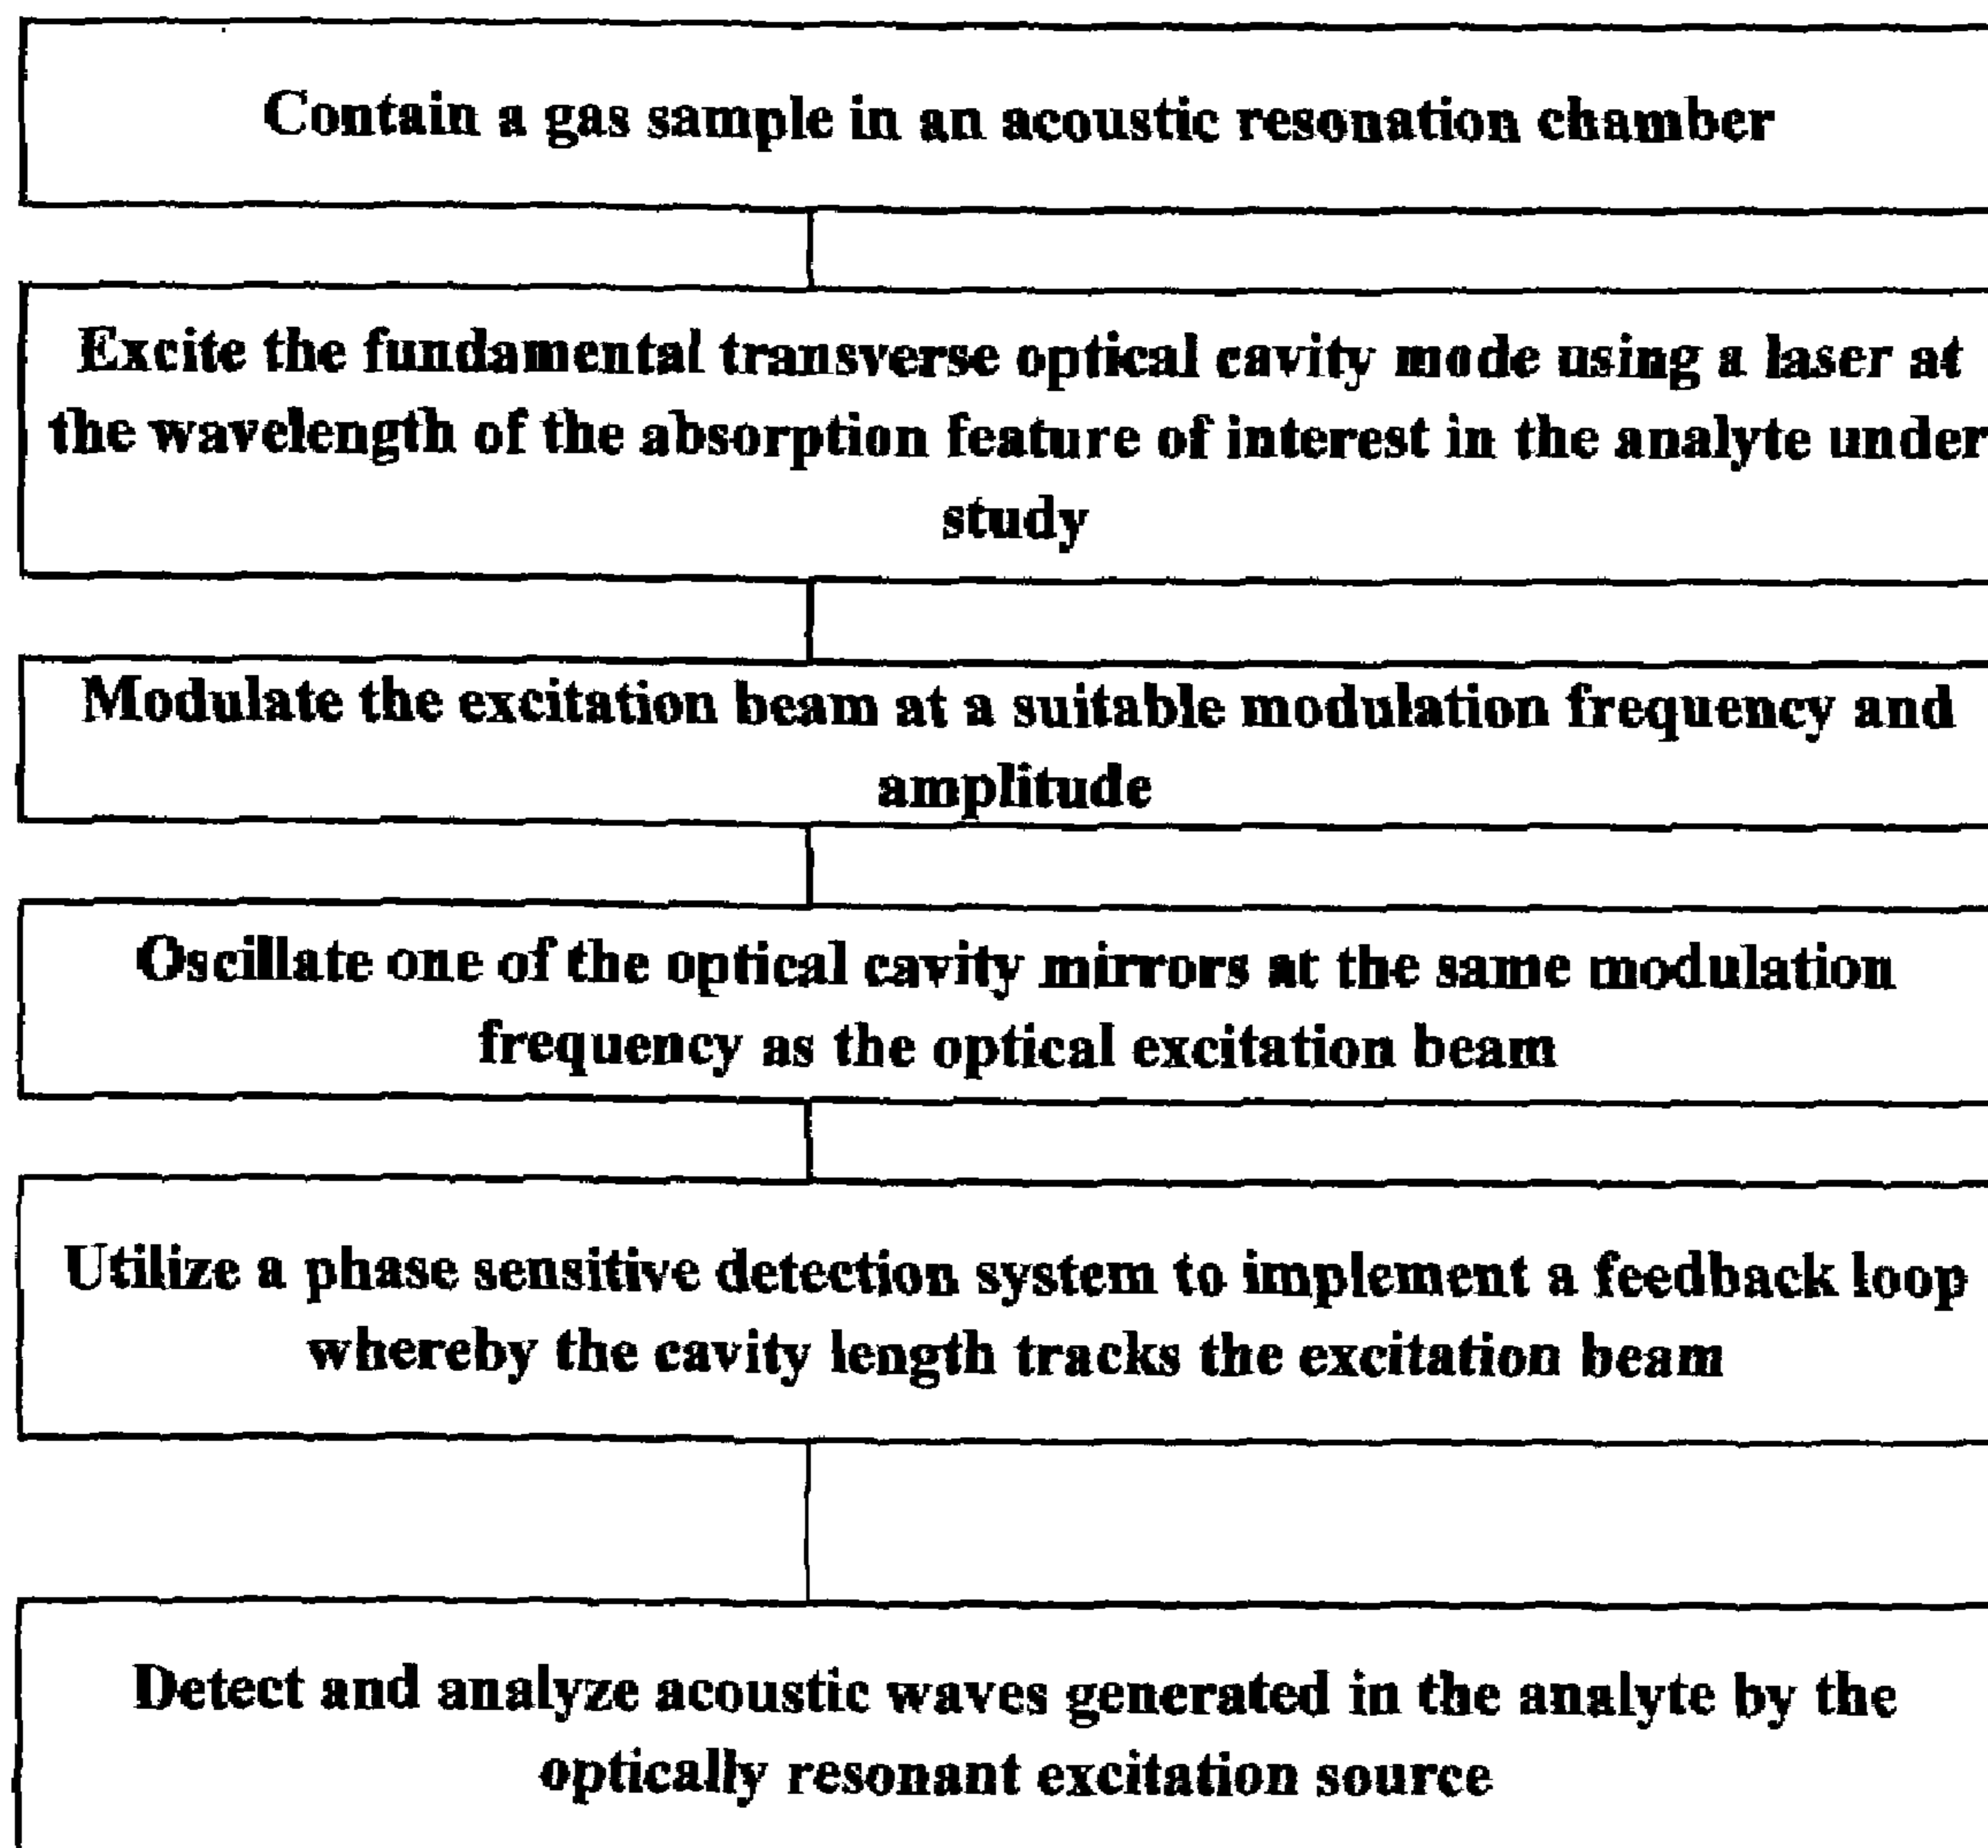 Contain a gas sample in an acoustic resonation chamber
Excite the fundamental transverse optical cavity mode using a laser at
the wavelength of the absorption feature of interest in the analyte under
study
Modulate the excitation beam at a suitable modulation frequency and
amplitude
Oscillate one of the optical cavity mirrors at the same modulation
frequency as the optical excitation beam
Utilize a phase sensitive detection system to implement a feedback loop
whereby the cavity length tracks the excitation beam
Detect and analyze acoustic waves generated in the analyte by the
optically resonant excitation source